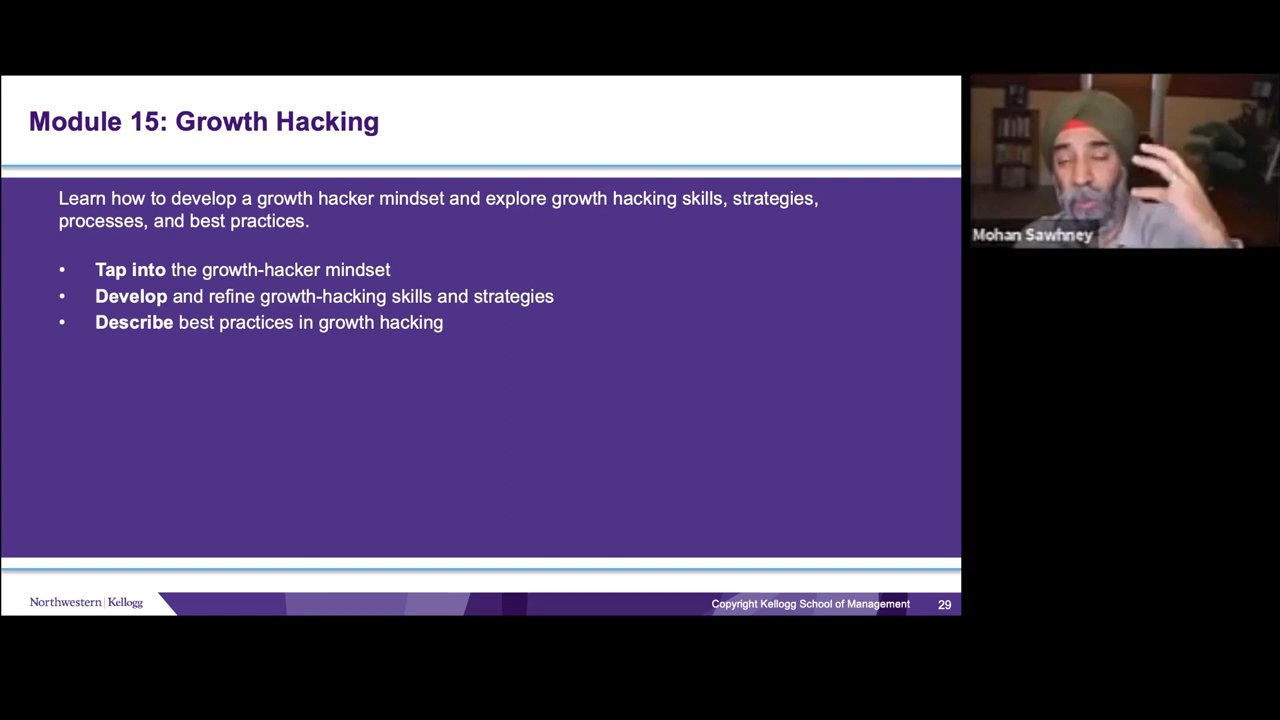 Module 15: Growth Hacking
Learn how to develop a growth hacker mindset and explore growth hacking skills, strategies,
processes, and best practices.
• Tap into the growth-hacker mindset
• Develop and refine growth-hacking skills and strategies
• Describe best practices in growth hacking
Mohan Sawhney
Northwestern | Kellogg
Copyright Kellogg School of Management
29